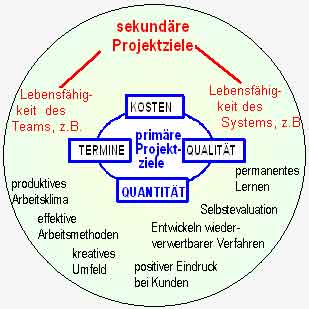 sekundäre
Projektziele
Lebensfähig-
keit des
Teams, z.B.
Lebensfähig-
keit des
Systems, z.B.
KOSTEN
primäre
Projekt-
ziele
TERMINE
QUALITÄT
QUANTITÄT
produktives
Arbeitsklima
effektive
Arbeitsmethoden
kreatives
Umfeld
permanentes
Lernen
Selbstevaluation
Entwickeln wieder-
verwertbarer Verfahren
positiver Eindruck
bei Kunden